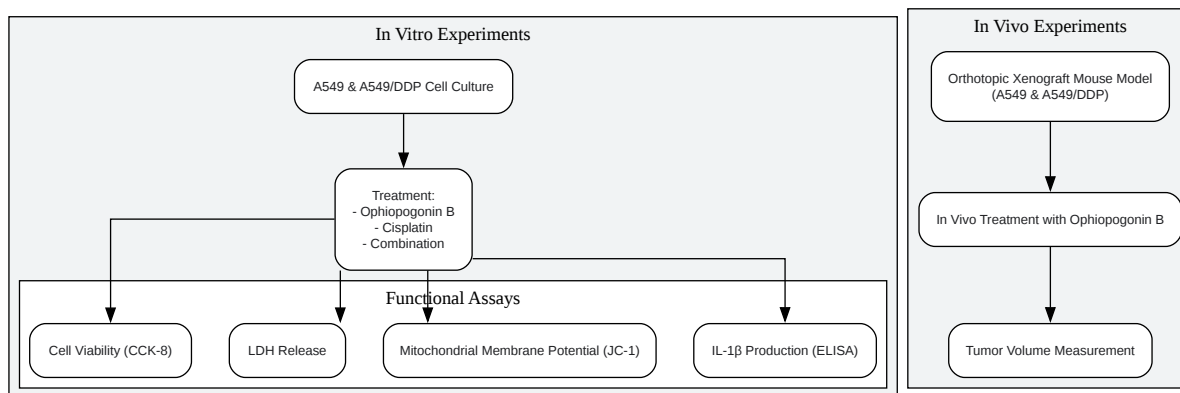 In Vitro Experiments
A549 & A549/DDP Cell Culture
Treatment:
- Ophiopogonin B
- Cisplatin
- Combination
Functional Assays
Cell Viability (CCK-8)
LDH Release
Mitochondrial Membrane Potential (JC-1)
IL-1β Production (ELISA)
In Vivo Experiments
Orthotopic Xenograft Mouse Model
(A549 & A549/DDP)
In Vivo Treatment with Ophiopogonin B
Tumor Volume Measurement